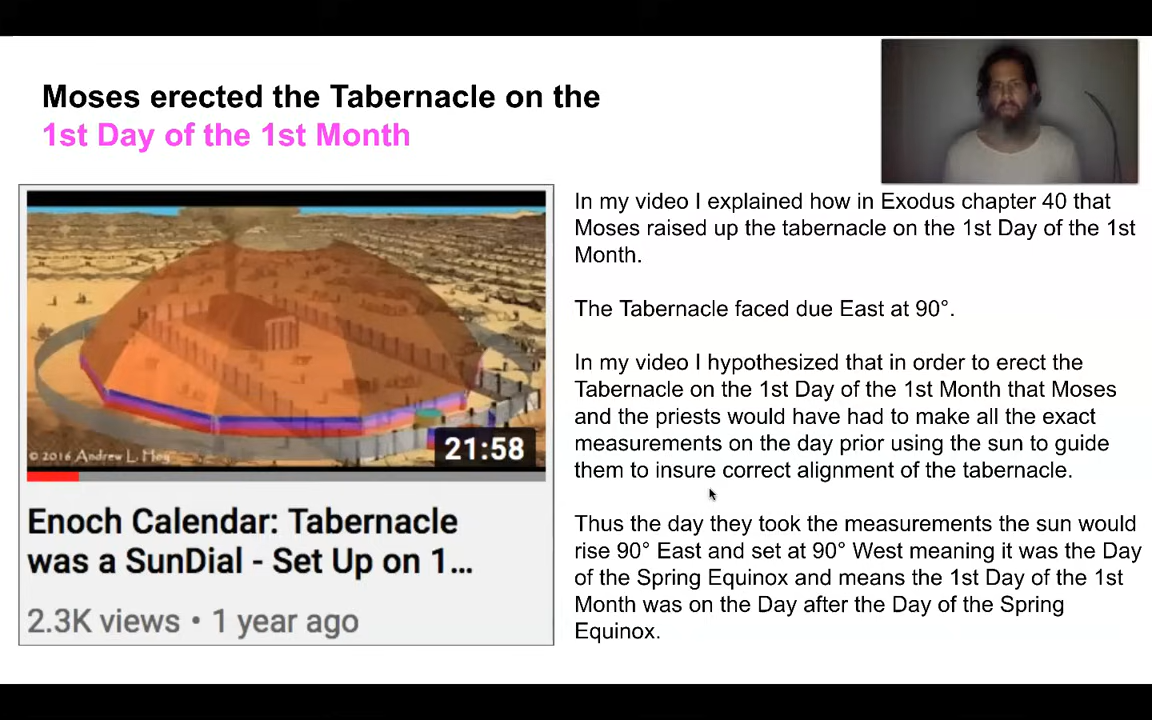 Moses erected the Tabernacle on the
1st Day of the 1st Month
21:58
© 2016 Andrew L. Hoy
Enoch Calendar: Tabernacle
was a SunDial - Set Up on 1...
2.3K views • 1 year ago
In my video I explained how in Exodus chapter 40 that
Moses raised up the tabernacle on the 1st Day of the 1st
Month.
The Tabernacle faced due East at 90°.
In my video I hypothesized that in order to erect the
Tabernacle on the 1st Day of the 1st Month that Moses
and the priests would have had to make all the exact
measurements on the day prior using the sun to guide
them to insure correct alignment of the tabernacle.
Thus the day they took the measurements the sun would
rise 90° East and set at 90° West meaning it was the Day
of the Spring Equinox and means the 1st Day of the 1st
Month was on the Day after the Day of the Spring
Equinox.